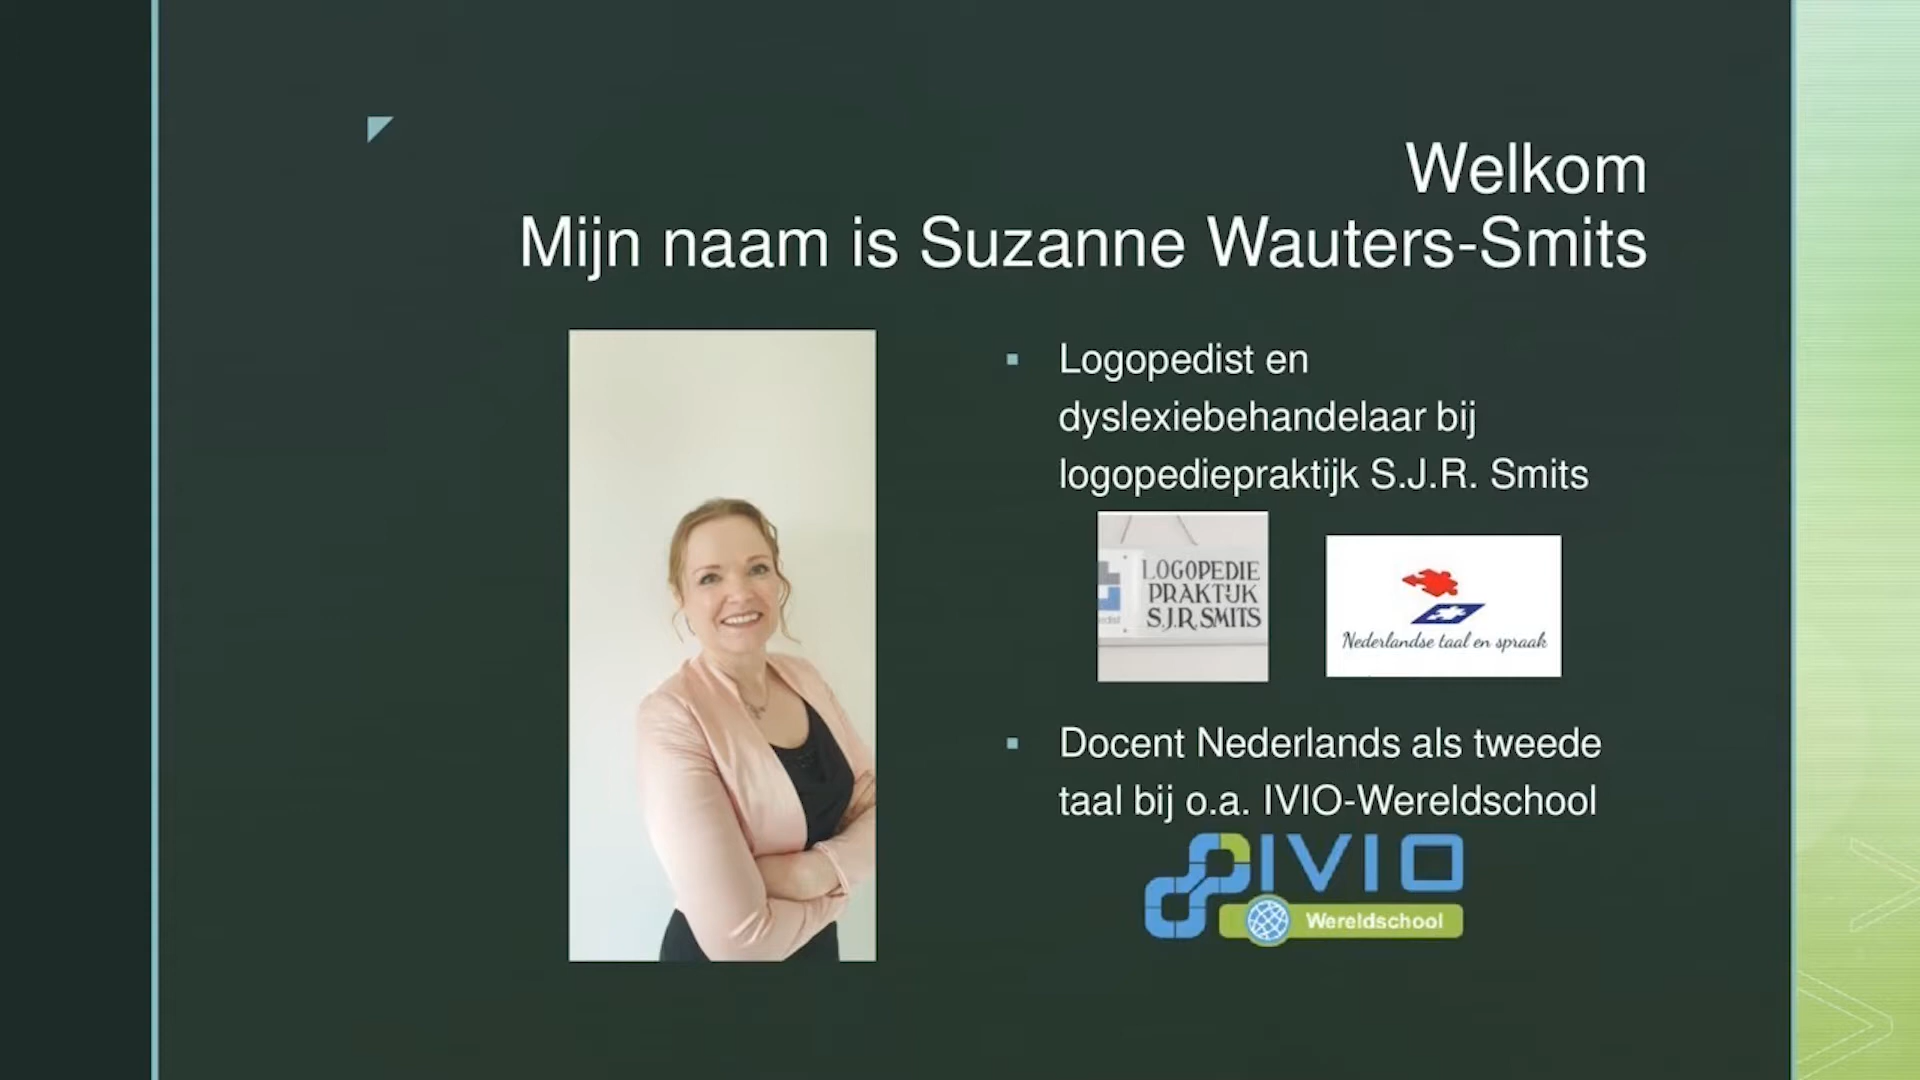 Welkom
Mijn naam is Suzanne Wauters-Smits
Logopedist en
dyslexiebehandelaar bij
logopediepraktijk S.J.R. Smits
LOGOPEDIE
PRAKTIJK
S.J.R. SMITS
Nederlandse taal en spraak
Docent Nederlands als tweede
taal bij o.a. IVIO-Wereldschool
IVIO
Wereldschool